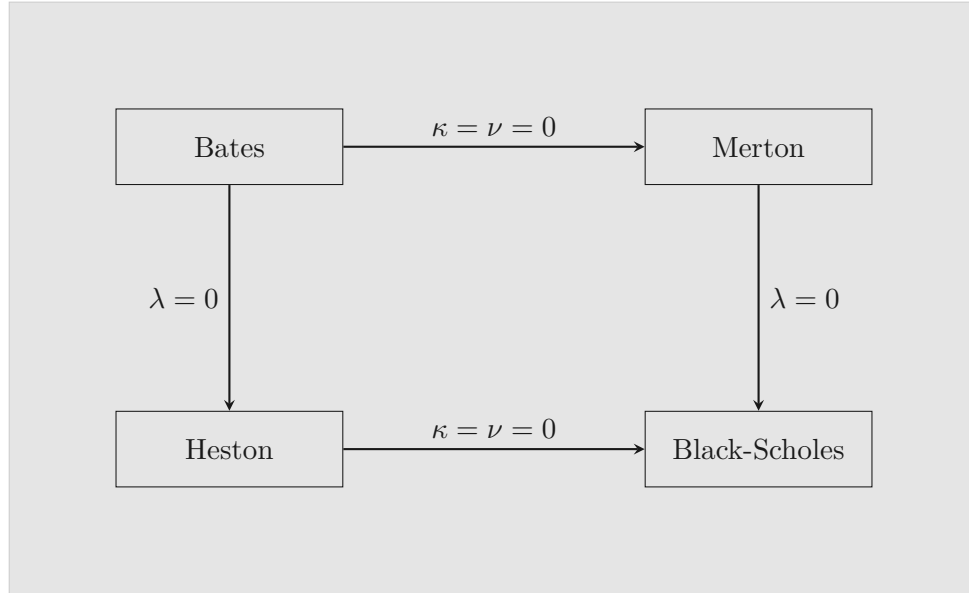 κ = ν = 0
Bates
Merton
λ = 0
λ = 0
κ = ν = 0
Heston
Black-Scholes